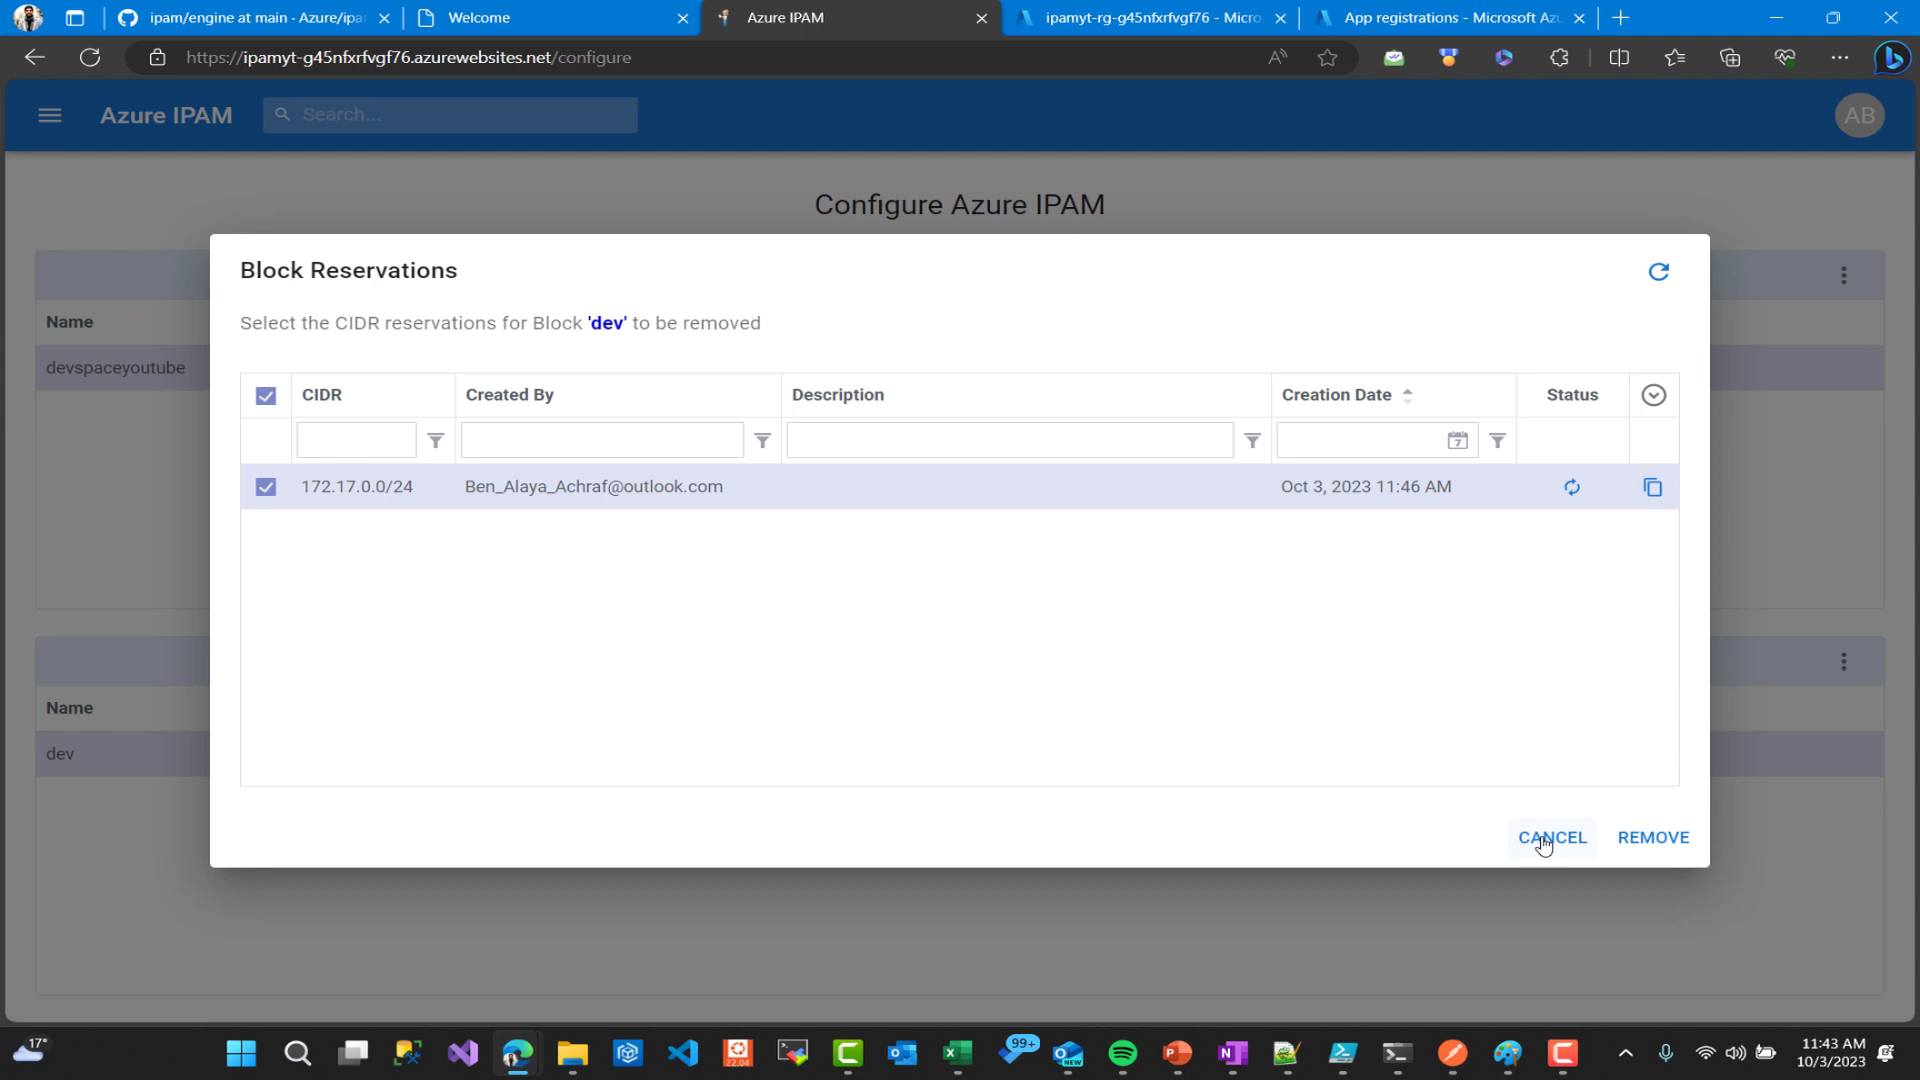 ipam/engine at main · Azure/ipa
Welcome
Azure IPAM
ipamyt-rg-g45nfxrfvgf76 - Micro
App registrations - Microsoft Az
https://ipamyt-g45nfxrfvgf76.azurewebsites.net/configure
Azure IPAM
Search...
AB
Configure Azure IPAM
Block Reservations
Select the CIDR reservations for Block 'dev' to be removed
Name
devspaceyoutube
CIDR
Created By
Description
Creation Date
Status
7
172.17.0.0/24
Ben_Alaya_Achraf@outlook.com
Oct 3, 2023 11:46 AM
Name
dev
CANCEL
REMOVE
17°
22.04
99+
NEW
11:43 AM
10/3/2023